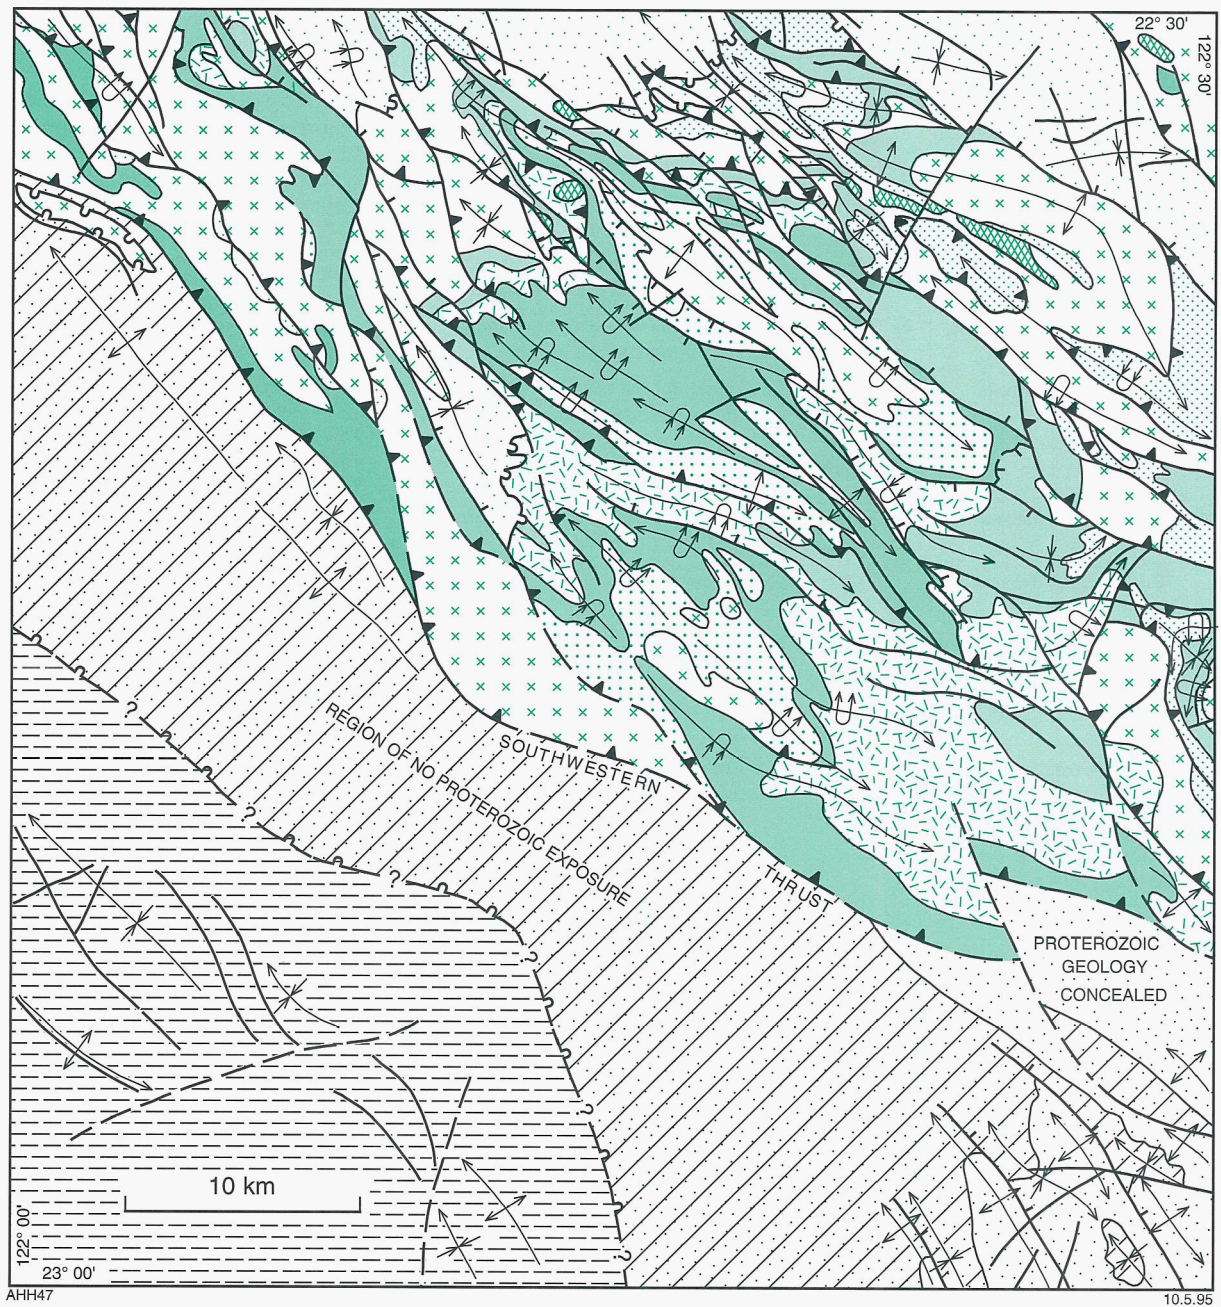 22° 30'
122° 30'
REGION OF NO PROTEROZOIC EXPOSURE
SOUTHWESTERN
THRUST
PROTEROZOIC
GEOLOGY
CONCEALED
?
?
?
?
?
?
?
10 km
122° 00'
23° 00'
AHH47
10.5.95